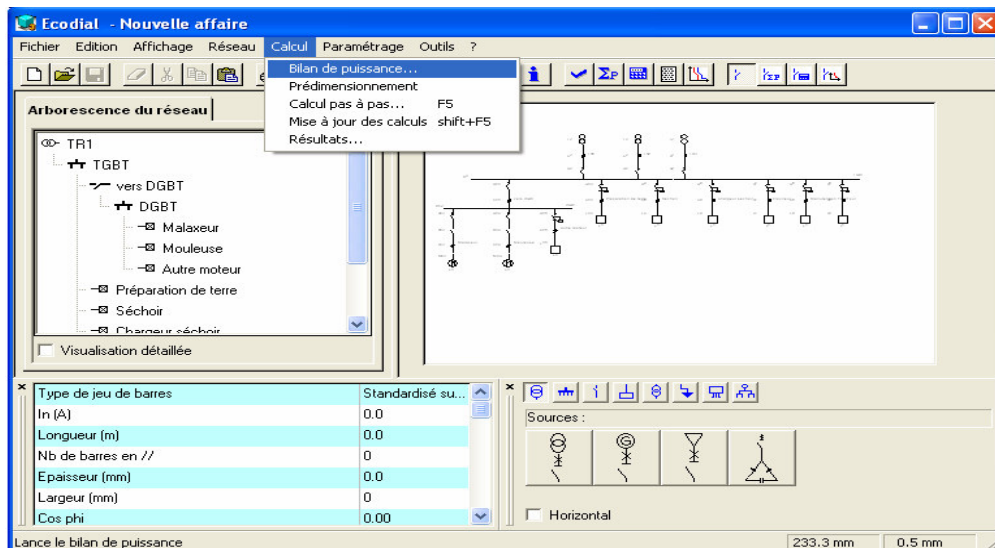 Ecodial - Nouvelle affaire
Fichier Edition Affichage Réseau Calcul Paramétrage Outils ?
Bilan de puissance...
Prédimensionnement
Calcul pas à pas... F5
Mise à jour des calculs shift+F5
Résultats...
Arborescence du réseau
TR1
TGBT
vers DGBT
DGBT
Malaxeur
Mouleuse
Autre moteur
Préparation de terre
Séchoir
Chargeur séchoir
Visualisation détaillée
Type de jeu de barres Standardisé su...
In (A) 0.0
Longueur (m) 0.0
Nb de barres en // 0
Epaisseur (mm) 0.0
Largeur (mm) 0
Cos phi 0.00
Sources :
Horizontal
Lance le bilan de puissance 233.3 mm 0.5 mm